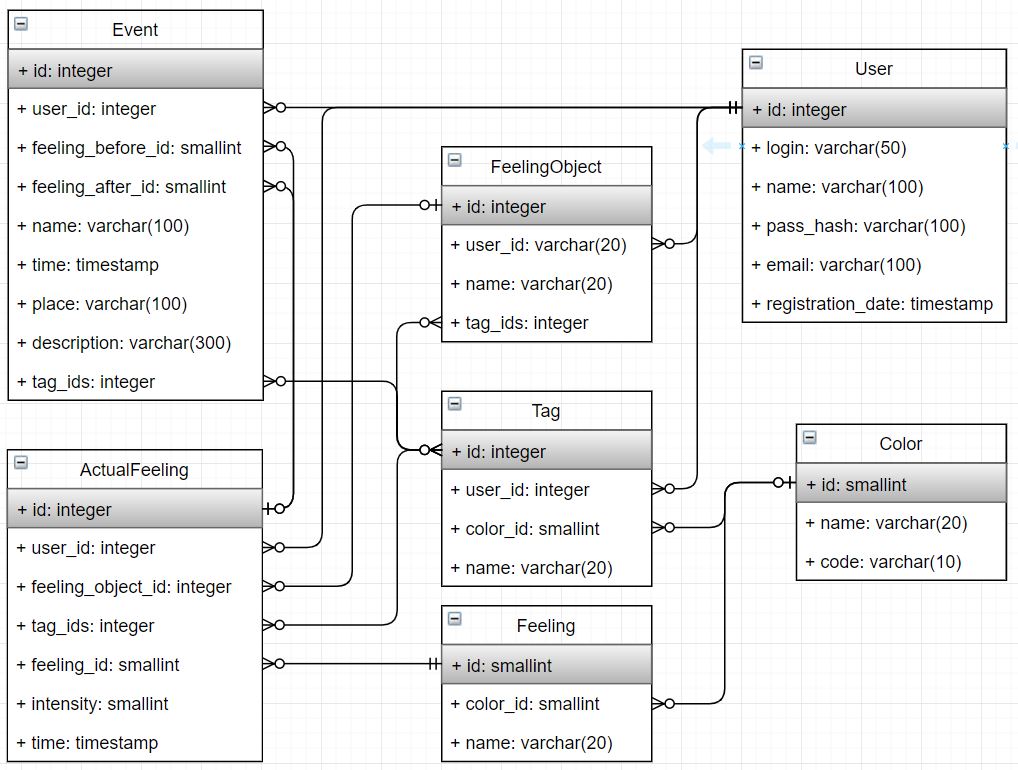 Event
+ id: integer
+ user_id: integer
+ feeling_before_id: smallint
+ feeling_after_id: smallint
+ name: varchar(100)
+ time: timestamp
+ place: varchar(100)
+ description: varchar(300)
+ tag_ids: integer
ActualFeeling
+ id: integer
+ user_id: integer
+ feeling_object_id: integer
+ tag_ids: integer
+ feeling_id: smallint
+ intensity: smallint
+ time: timestamp
FeelingObject
+ id: integer
+ user_id: varchar(20)
+ name: varchar(20)
+ tag_ids: integer
Tag
+ id: integer
+ user_id: integer
+ color_id: smallint
+ name: varchar(20)
Feeling
+ id: smallint
+ color_id: smallint
+ name: varchar(20)
User
+ id: integer
+ login: varchar(50)
+ name: varchar(100)
+ pass_hash: varchar(100)
+ email: varchar(100)
+ registration_date: timestamp
Color
+ id: smallint
+ name: varchar(20)
+ code: varchar(10)